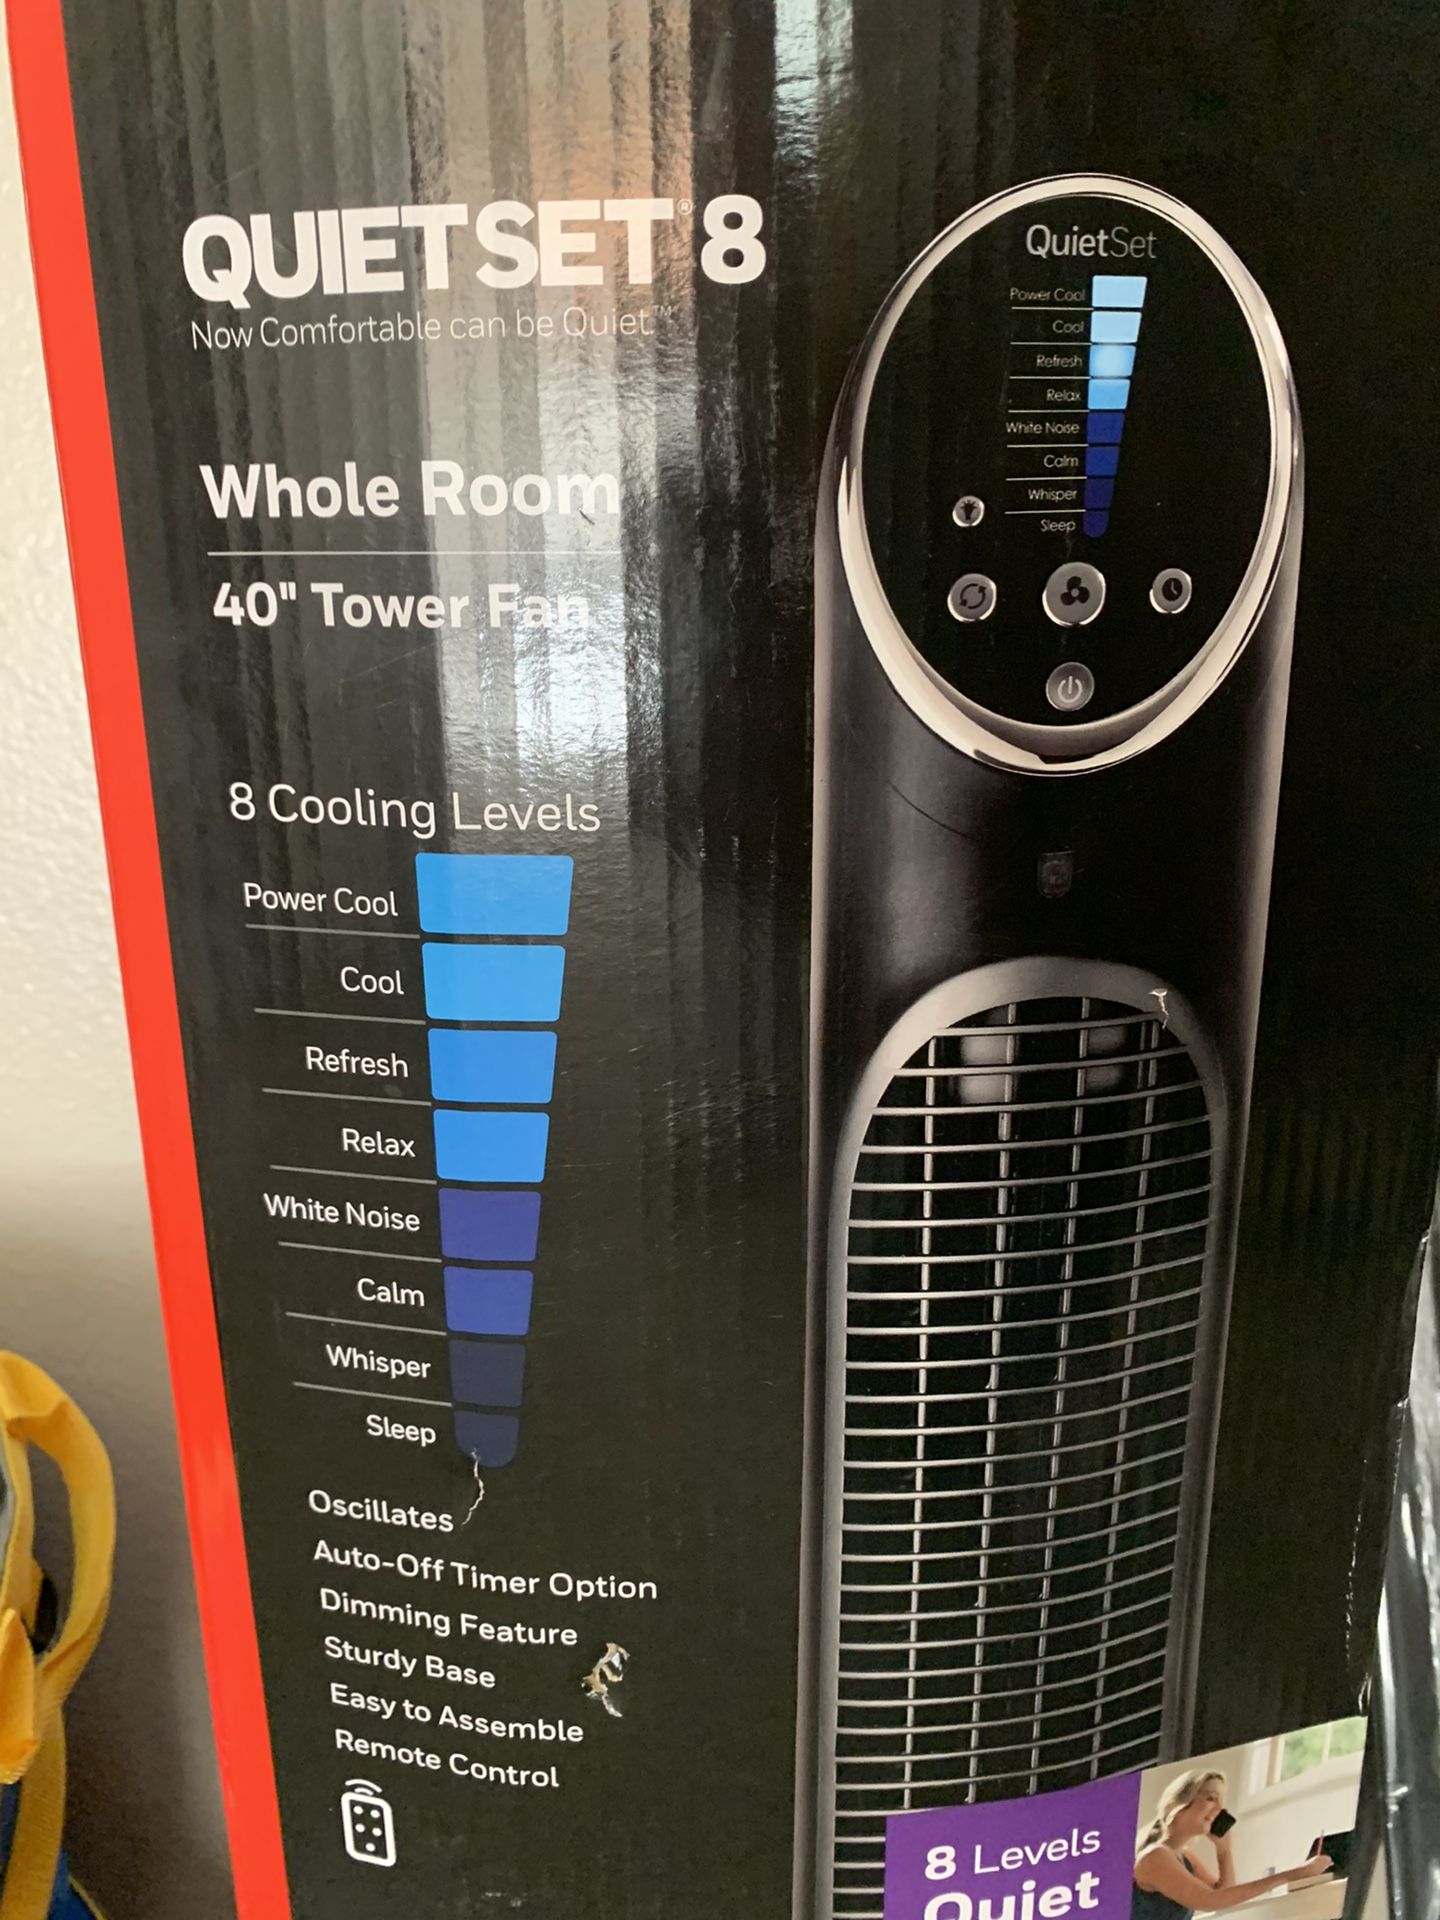 QUIETSET® 8
Now Comfortable can be Quiet.™
Whole Room
40" Tower Fan
8 Cooling Levels
Power Cool
Cool
Refresh
Relax
White Noise
Calm
Whisper
Sleep
Oscillates
Auto-Off Timer Option
Dimming Feature
Sturdy Base
Easy to Assemble
Remote Control
QuietSet
Power Cool
Cool
Refresh
Relax
White Noise
Calm
Whisper
Sleep
8 Levels
Quiet